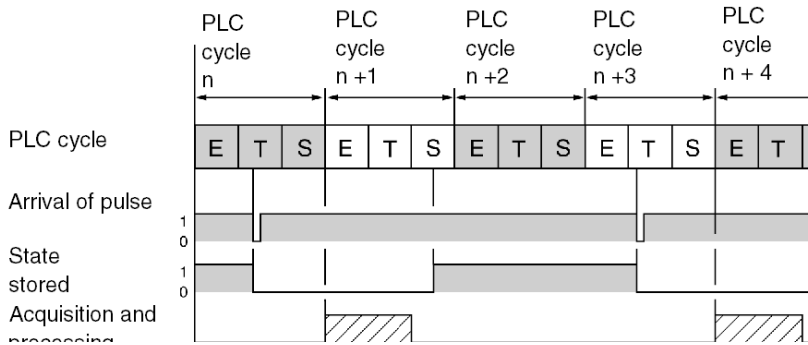 PLC cycle n
PLC cycle n +1
PLC cycle n +2
PLC cycle n +3
PLC cycle n + 4
PLC cycle
E T S E T S E T S E T S E T
Arrival of pulse
1
0
State
stored
1
0
Acquisition and
processing